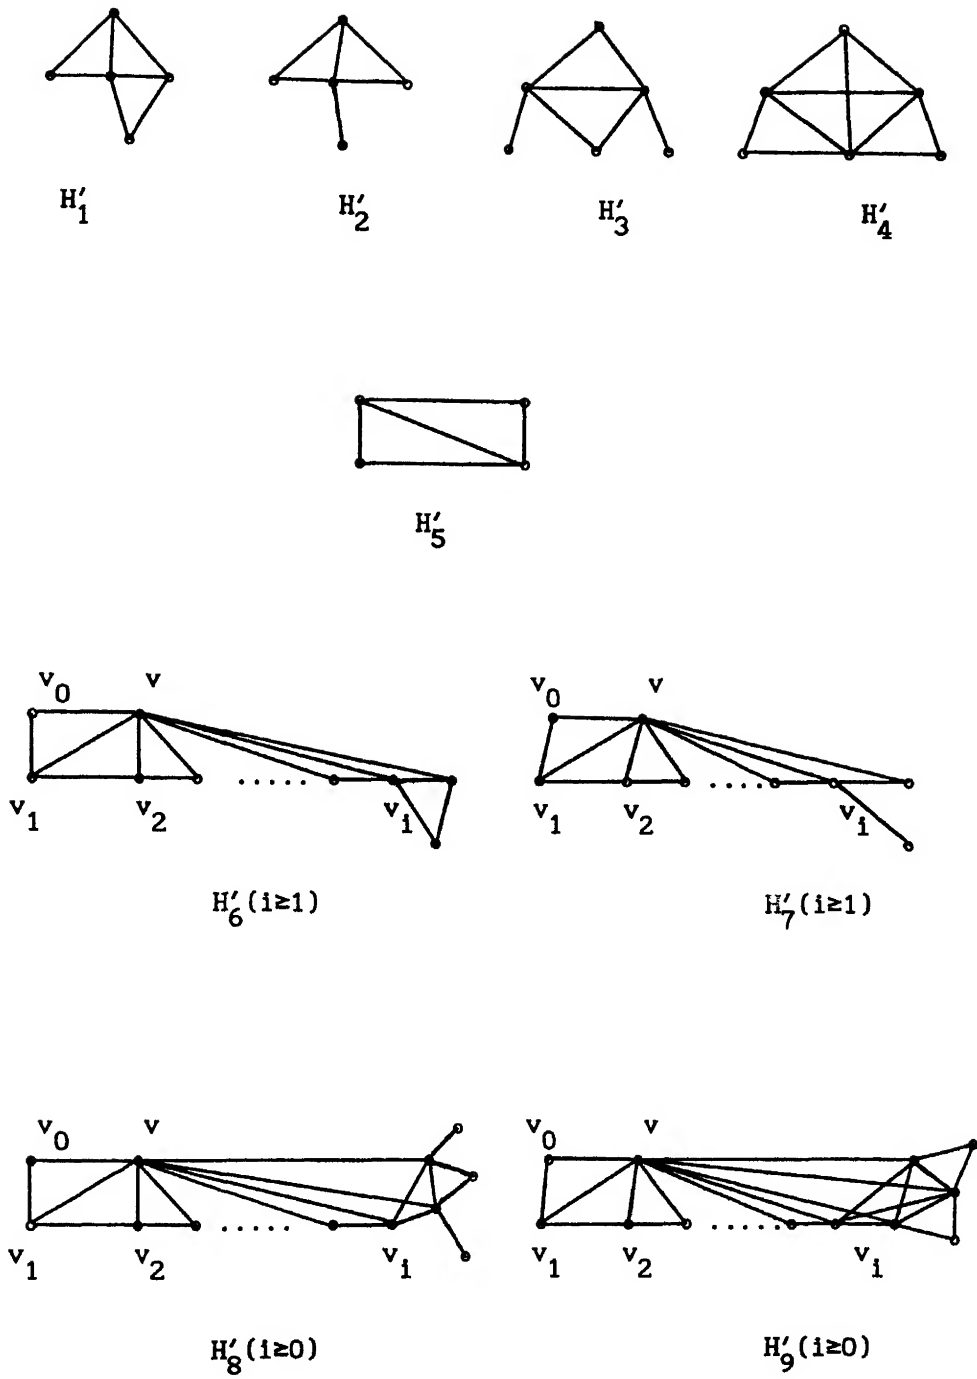 H′₁ H′₂ H′₃ H′₄
H′₅
v₀ v v₀ v
v₁ v₂ ..... vᵢ v₁ v₂ ..... vᵢ
H′₆(i≥1) H′₇(i≥1)
v₀ v v₀ v
v₁ v₂ ...... vᵢ v₁ v₂ ..... vᵢ
H′₈(i≥0) H′₉(i≥0)